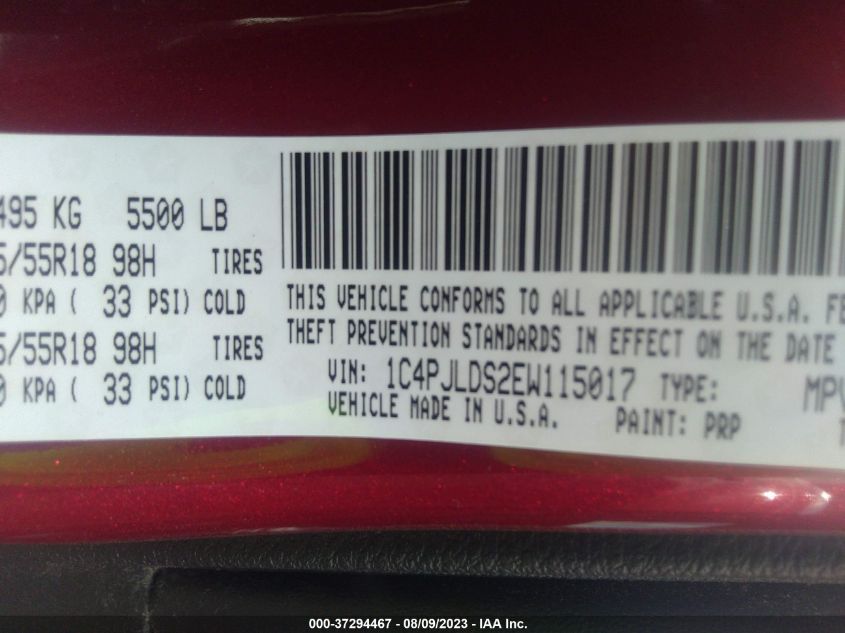 495 KG 5500 LB
5/55R18 98H TIRES
0 KPA ( 33 PSI) COLD
5/55R18 98H TIRES
0 KPA ( 33 PSI) COLD
THIS VEHICLE CONFORMS TO ALL APPLICABLE U.S.A. FE
THEFT PREVENTION STANDARDS IN EFFECT ON THE DATE
VIN: 1C4PJLDS2EW115017 TYPE: MPV
VEHICLE MADE IN U.S.A. PAINT: PRP T
000-37294467 - 08/09/2023 - IAA Inc.